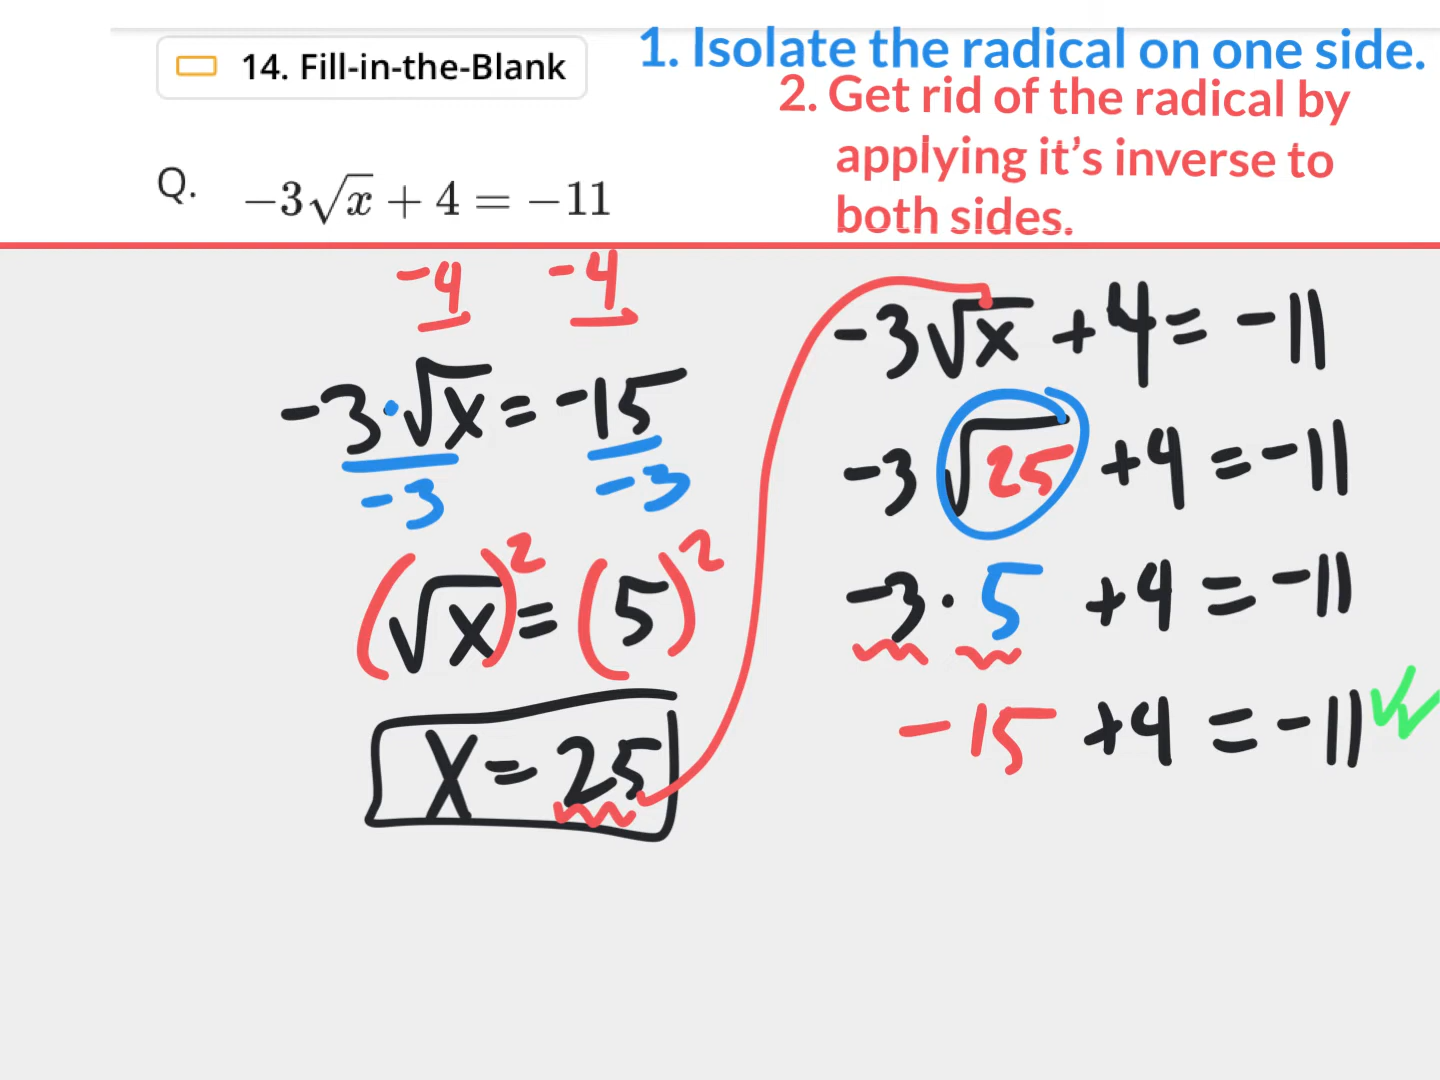 14. Fill-in-the-Blank
1. Isolate the radical on one side.
2. Get rid of the radical by
applying it's inverse to
both sides.
Q. −3√x + 4 = −11
-4 -4
-3·√x = -15
-3 -3
(√x)² = (5)²
x = 25
-3√x +4 = -11
-3√25 +4 = -11
-3·5 +4 = -11
-15 +4 = -11